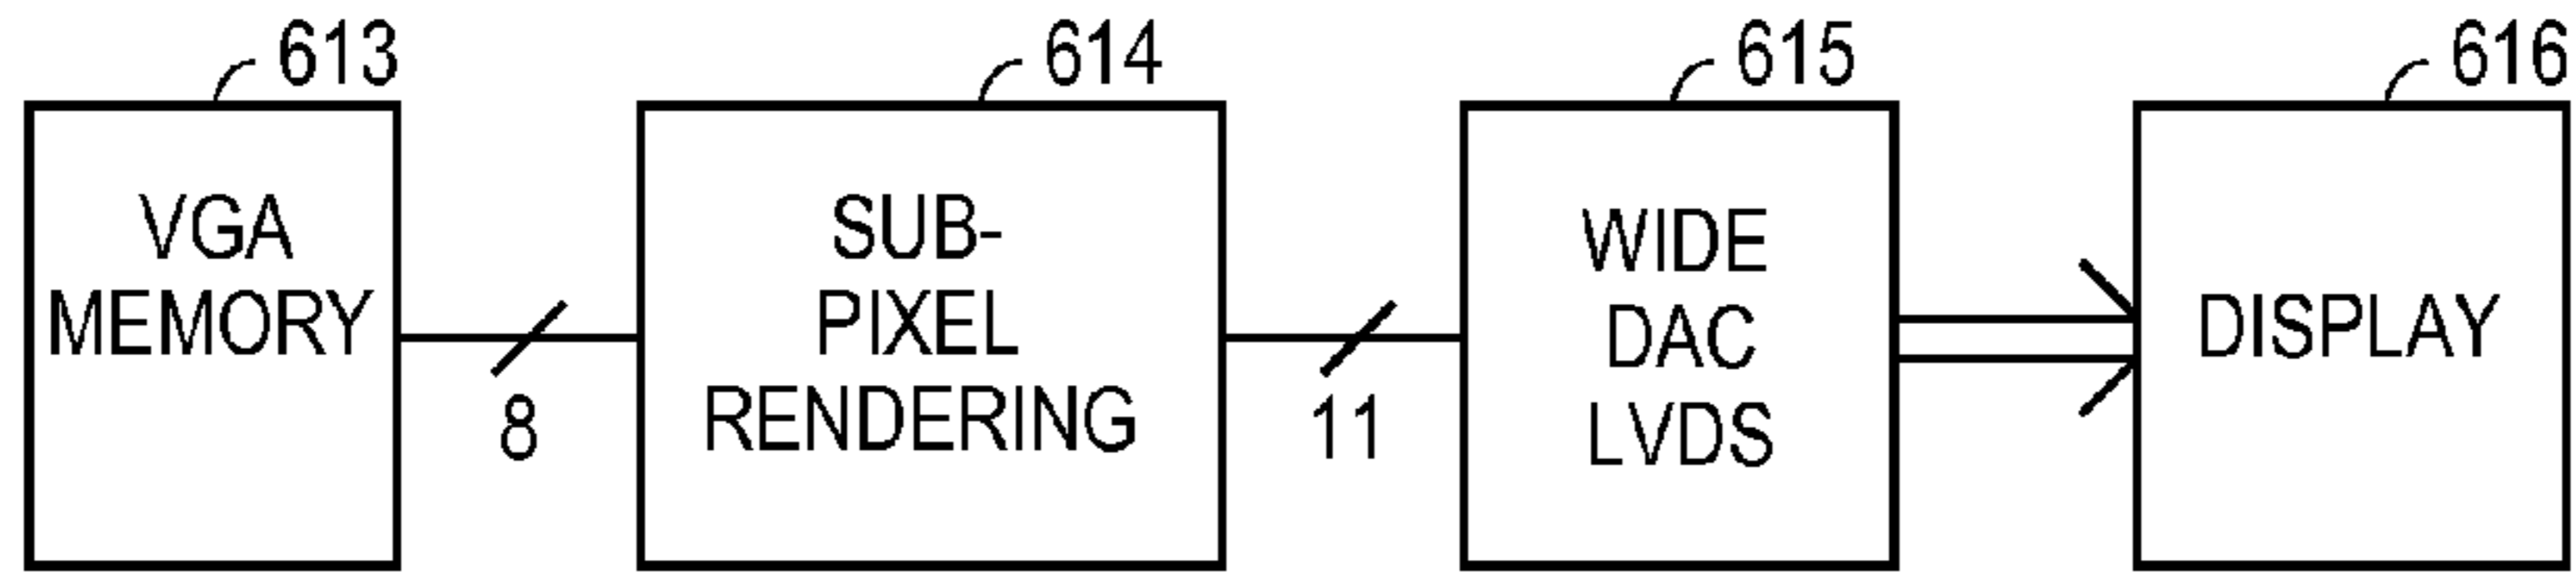 613
614
615
616
VGA
MEMORY
8
SUB-
PIXEL
RENDERING
11
WIDE
DAC
LVDS
DISPLAY